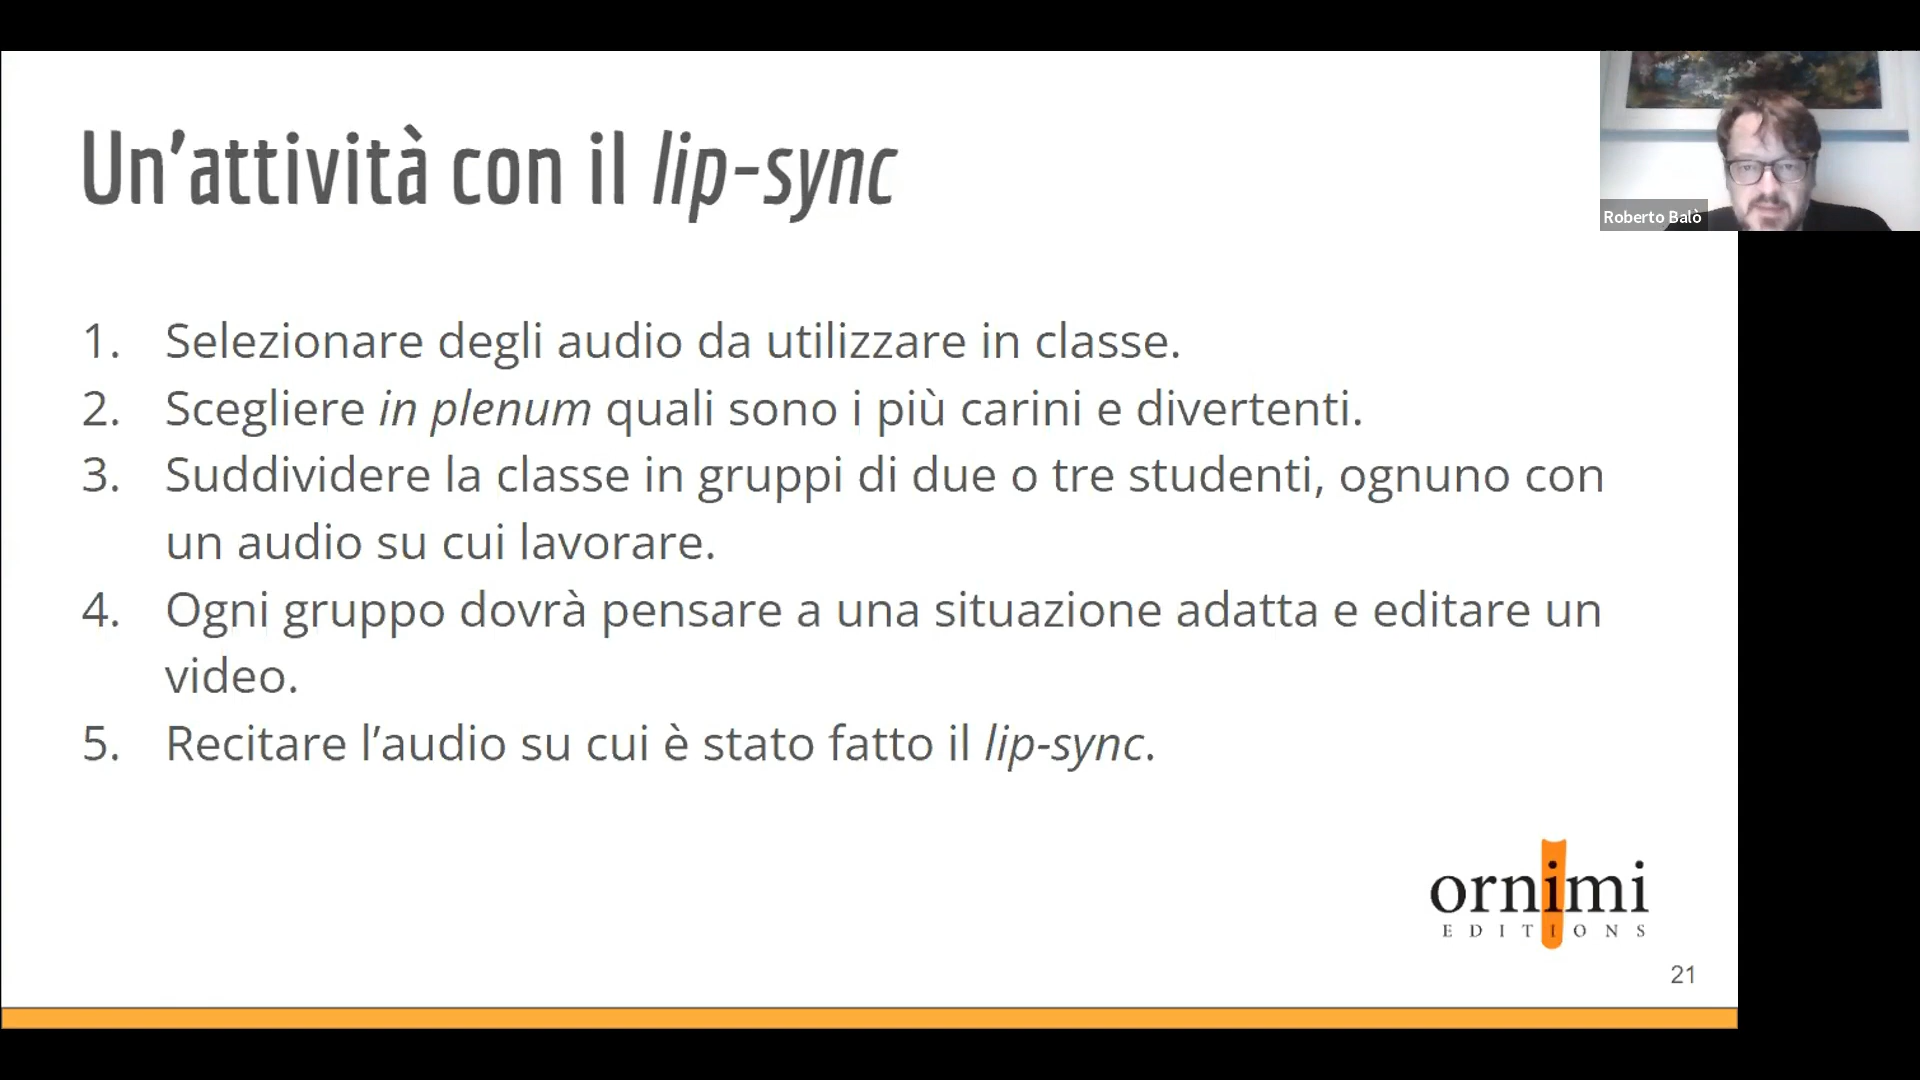 Un’attività con il lip-sync
Roberto Balò
1. Selezionare degli audio da utilizzare in classe.
2. Scegliere in plenum quali sono i più carini e divertenti.
3. Suddividere la classe in gruppi di due o tre studenti, ognuno con
un audio su cui lavorare.
4. Ogni gruppo dovrà pensare a una situazione adatta e editare un
video.
5. Recitare l’audio su cui è stato fatto il lip-sync.
ornimi
EDITIONS
21